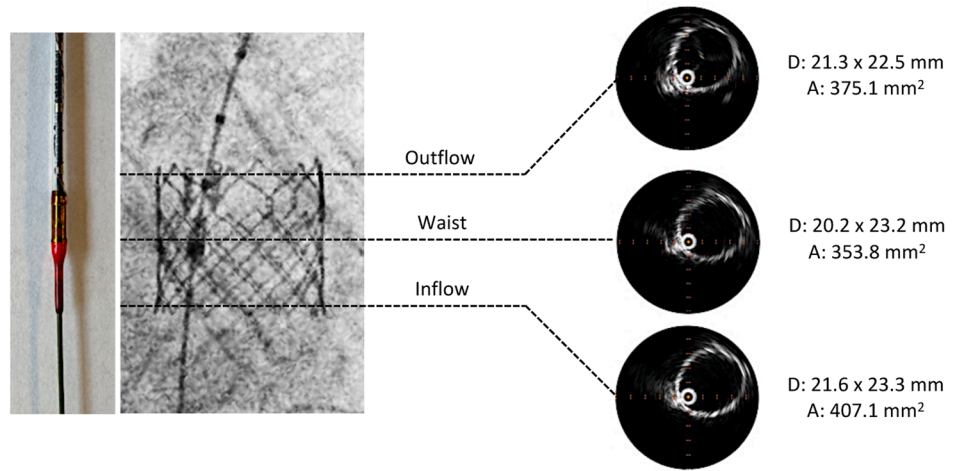 Outflow
D: 21.3 x 22.5 mm
A: 375.1 mm²
Waist
D: 20.2 x 23.2 mm
A: 353.8 mm²
Inflow
D: 21.6 x 23.3 mm
A: 407.1 mm²